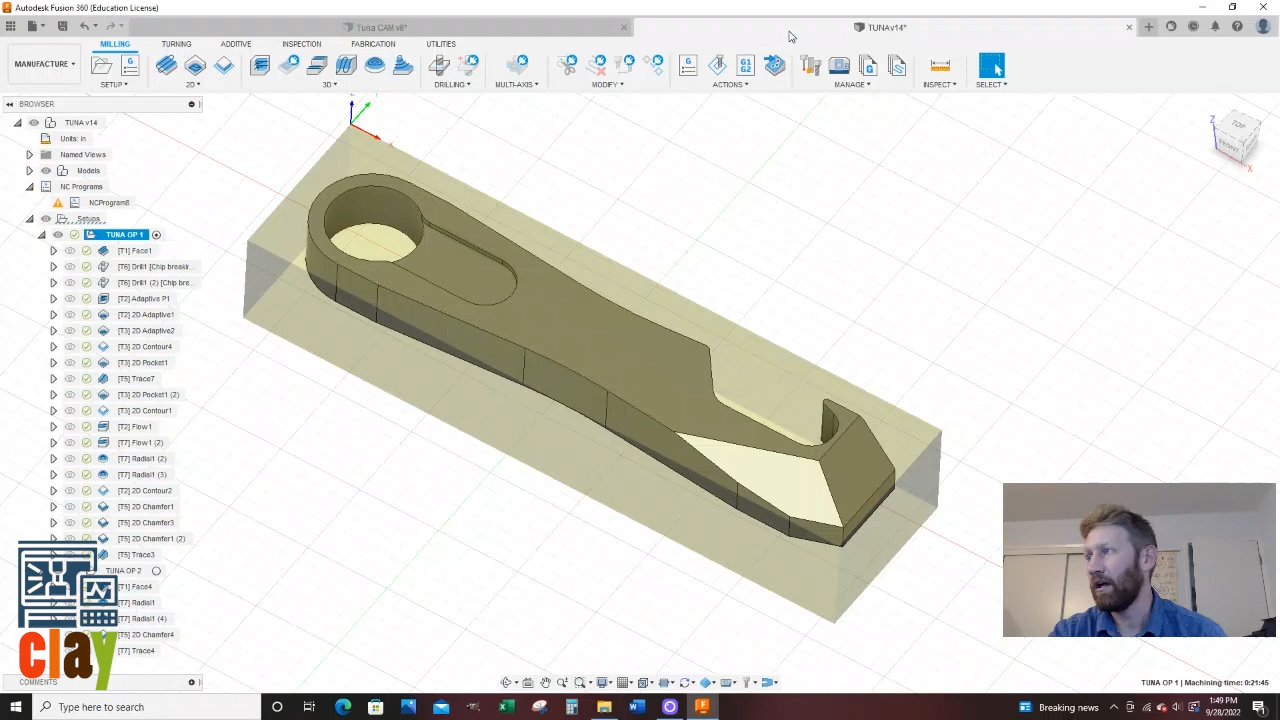 Autodesk Fusion 360 (Education License)
Tuna CAM v8*
TUNA v14*
MILLING TURNING ADDITIVE INSPECTION FABRICATION UTILITIES
MANUFACTURE
SETUP 2D 3D DRILLING MULTI-AXIS MODIFY ACTIONS MANAGE INSPECT SELECT
BROWSER
TUNA v14
Units: in
Named Views
Models
NC Programs
NCProgram8
Setups
TUNA OP 1
[T1] Face1
[T6] Drill1 [Chip breakk...
[T6] Drill1 (2) [Chip bre...
[T2] Adaptive P1
[T2] 2D Adaptive1
[T3] 2D Adaptive2
[T3] 2D Contour4
[T3] 2D Pocket1
[T5] Trace7
[T3] 2D Pocket1 (2)
[T3] 2D Contour1
[T2] Flow1
[T2] Flow1 (2)
[T7] Radial1 (2)
[T7] Radial1 (3)
[T2] 2D Contour2
[T5] 2D Chamfer1
[T5] 2D Chamfer3
[T5] 2D Chamfer1 (2)
[T5] Trace3
TUNA OP 2
[T1] Face4
[T7] Radial1
[T7] Radial1 (4)
[T5] 2D Chamfer4
[T7] Trace4
clay
COMMENTS
TOP
FRONT
Z
X
TUNA OP 1 | Machining time: 0:21:45
Type here to search
Breaking news
1:49 PM
9/28/2022